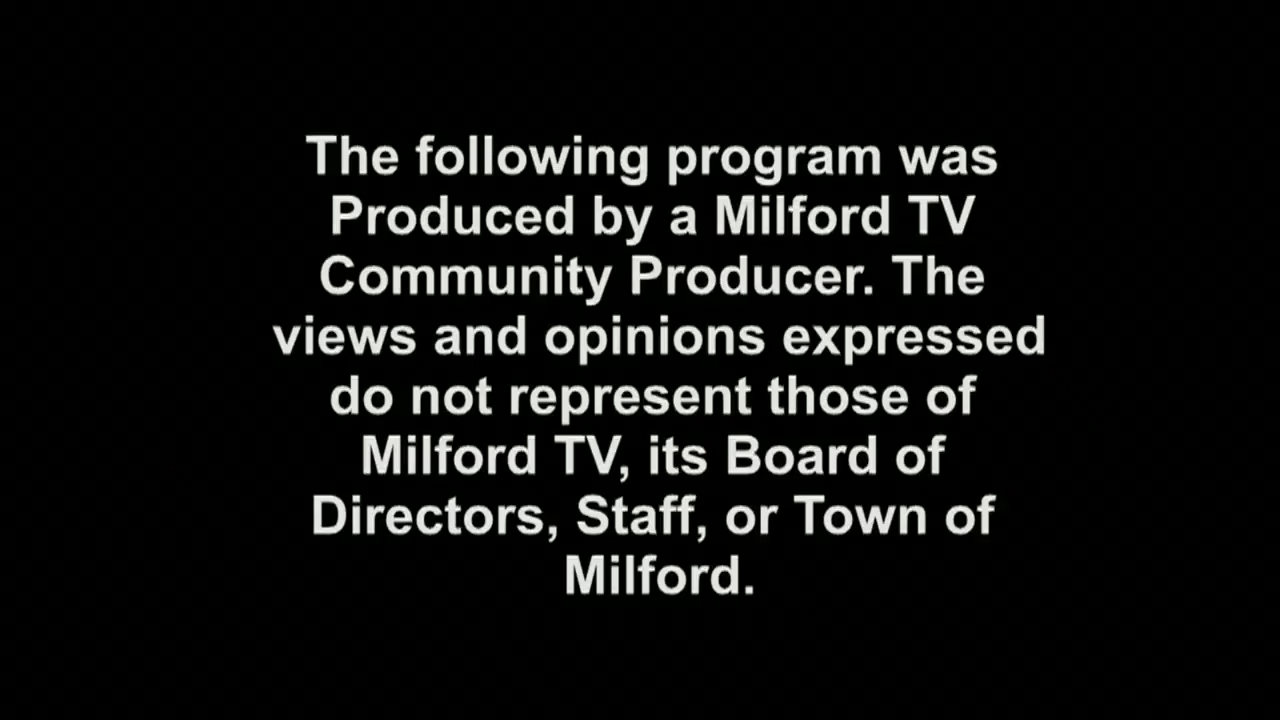 The following program was
Produced by a Milford TV
Community Producer. The
views and opinions expressed
do not represent those of
Milford TV, its Board of
Directors, Staff, or Town of
Milford.